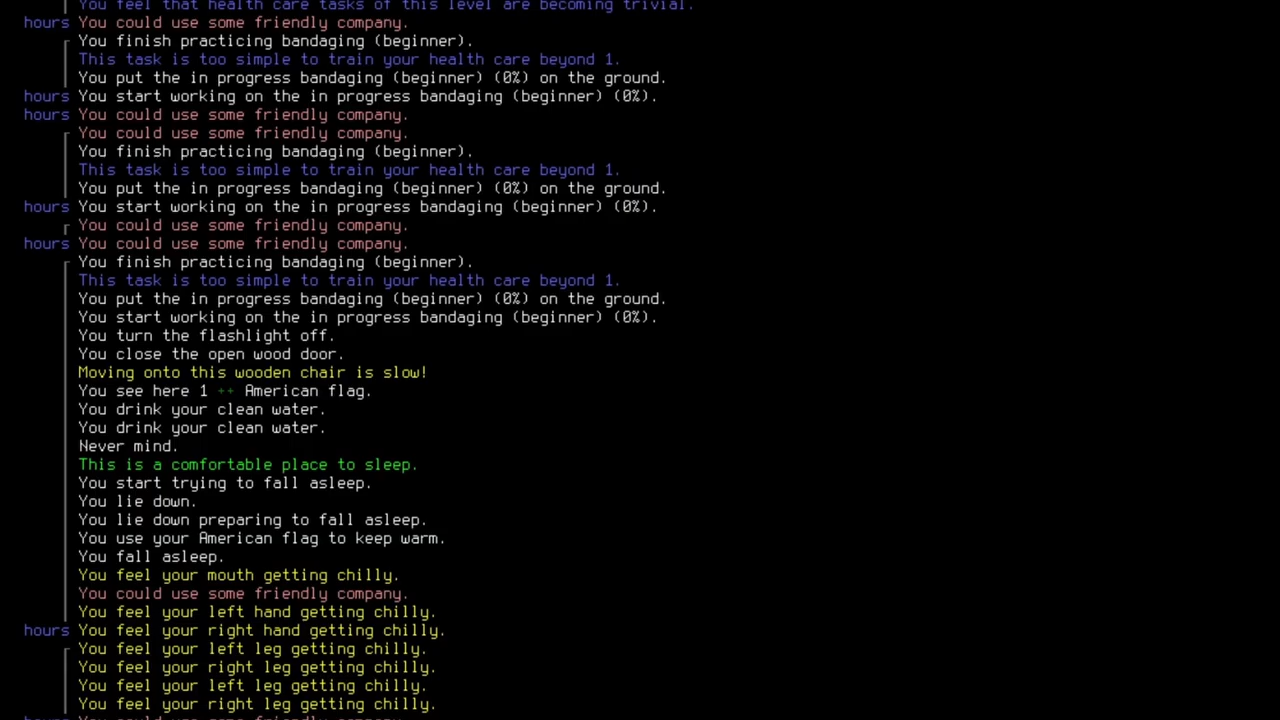 You feel that health care tasks of this level are becoming trivial.
hours You could use some friendly company.
You finish practicing bandaging (beginner).
This task is too simple to train your health care beyond 1.
You put the in progress bandaging (beginner) (0%) on the ground.
hours You start working on the in progress bandaging (beginner) (0%).
hours You could use some friendly company.
You could use some friendly company.
You finish practicing bandaging (beginner).
This task is too simple to train your health care beyond 1.
You put the in progress bandaging (beginner) (0%) on the ground.
hours You start working on the in progress bandaging (beginner) (0%).
You could use some friendly company.
hours You could use some friendly company.
You finish practicing bandaging (beginner).
This task is too simple to train your health care beyond 1.
You put the in progress bandaging (beginner) (0%) on the ground.
You start working on the in progress bandaging (beginner) (0%).
You turn the flashlight off.
You close the open wood door.
Moving onto this wooden chair is slow!
You see here 1 ++ American flag.
You drink your clean water.
You drink your clean water.
Never mind.
This is a comfortable place to sleep.
You start trying to fall asleep.
You lie down.
You lie down preparing to fall asleep.
You use your American flag to keep warm.
You fall asleep.
You feel your mouth getting chilly.
You could use some friendly company.
You feel your left hand getting chilly.
hours You feel your right hand getting chilly.
You feel your left leg getting chilly.
You feel your right leg getting chilly.
You feel your left leg getting chilly.
You feel your right leg getting chilly.
hours You could use some friendly company.